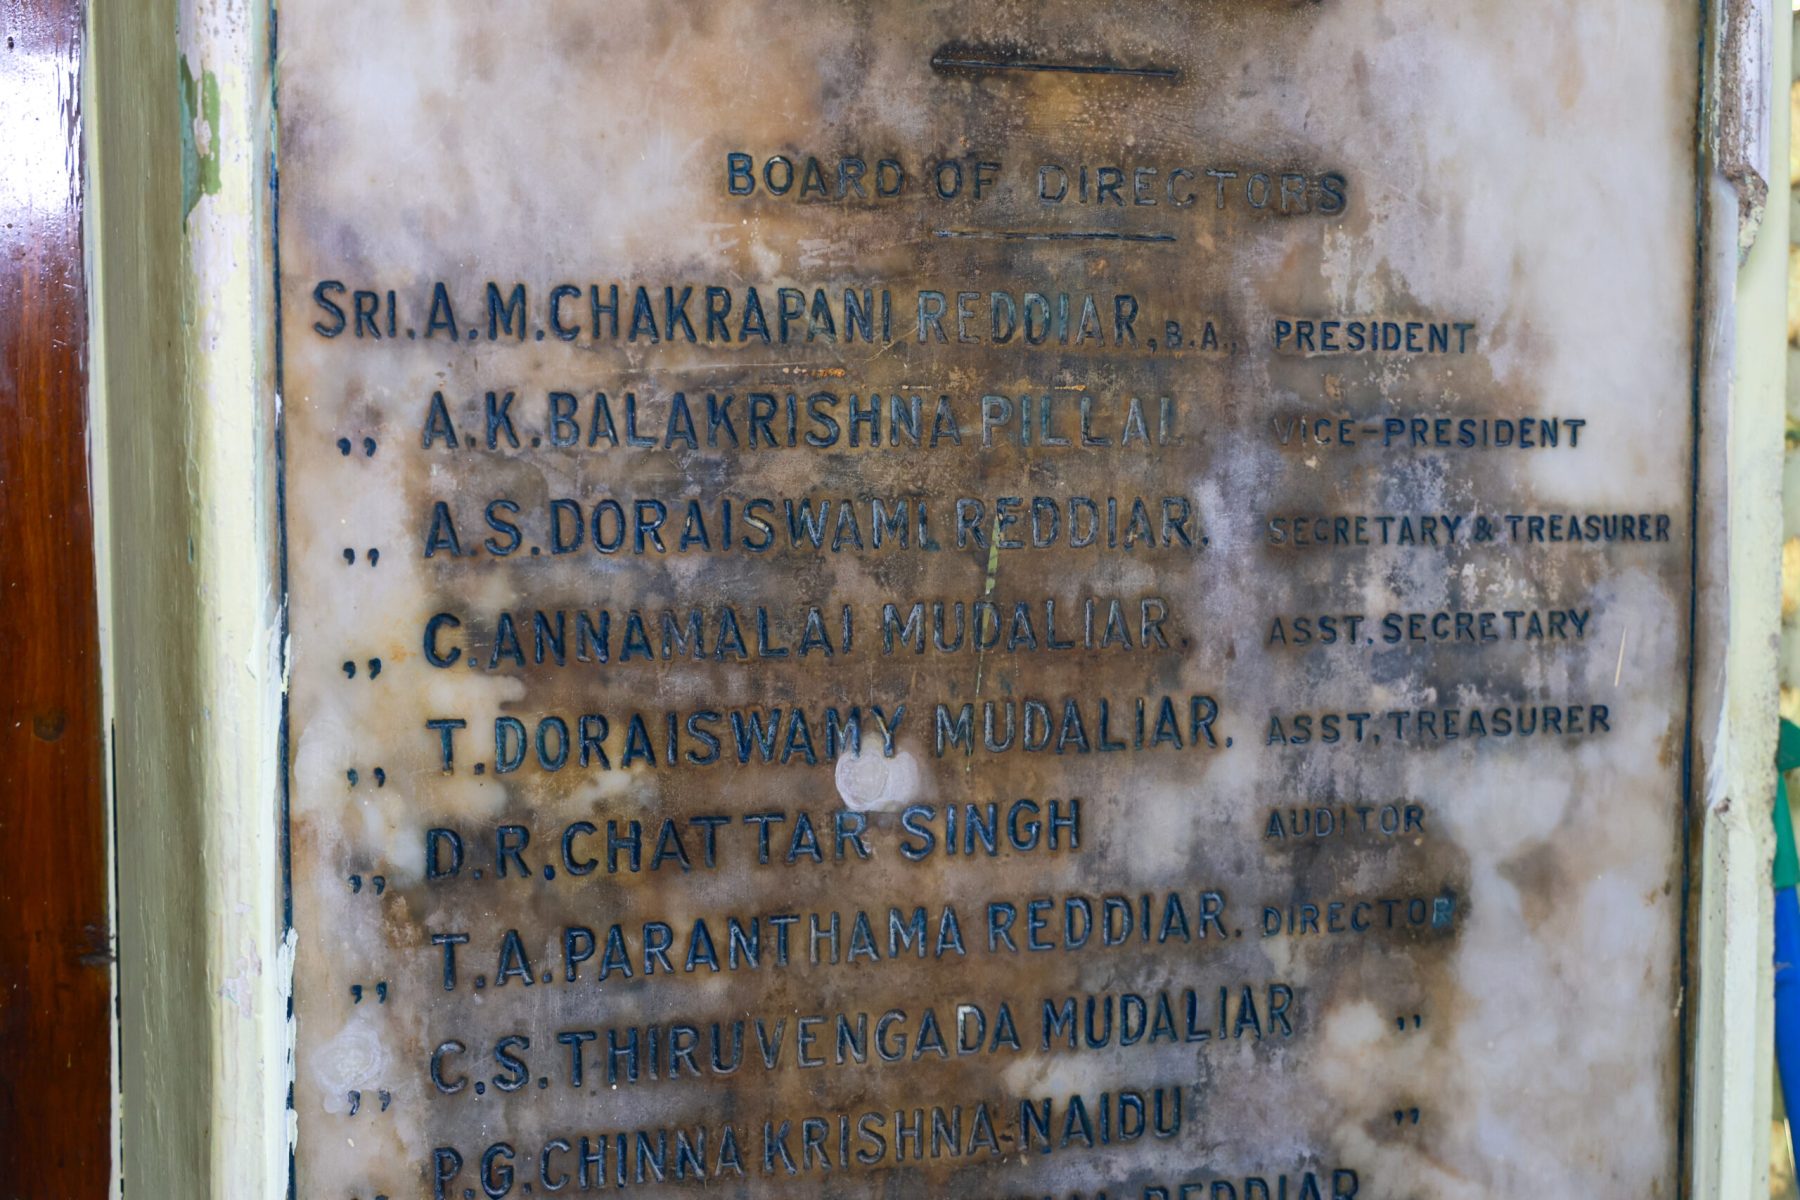 BOARD OF DIRECTORS
SRI. A.M. CHAKRAPANI REDDIAR, B.A., PRESIDENT
,, A.K. BALAKRISHNA PILLAI. VICE-PRESIDENT
,, A.S. DORAISWAMI. REDDIAR. SECRETARY & TREASURER
,, C. ANNAMALAI MUDALIAR. ASST. SECRETARY
,, T. DORAISWAMY MUDALIAR. ASST. TREASURER
,, D.R. CHATTAR SINGH AUDITOR
,, T.A. PARANTHAMA REDDIAR. DIRECTOR
,, C.S. THIRUVENGADA MUDALIAR ,,
,, P.G. CHINNA KRISHNA-NAIDU ,,
REDDIAR